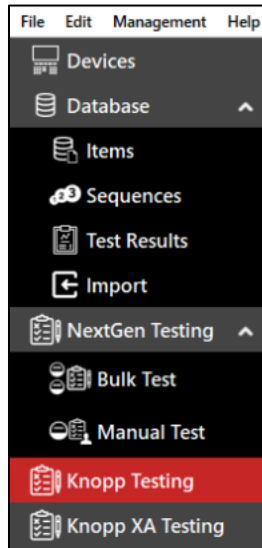 File Edit Management Help
Devices
Database
Items
Sequences
Test Results
Import
NextGen Testing
Bulk Test
Manual Test
Knopp Testing
Knopp XA Testing